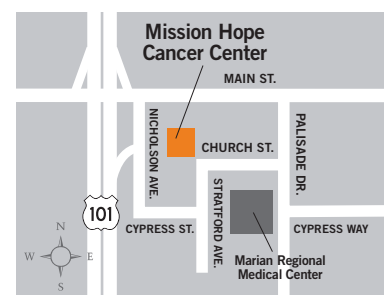 Mission Hope
Cancer Center
MAIN ST.
NICHOLSON AVE.
PALISADE DR.
CHURCH ST.
STRATFORD AVE.
101
CYPRESS ST.
CYPRESS WAY
N
W E
S
Marian Regional
Medical Center